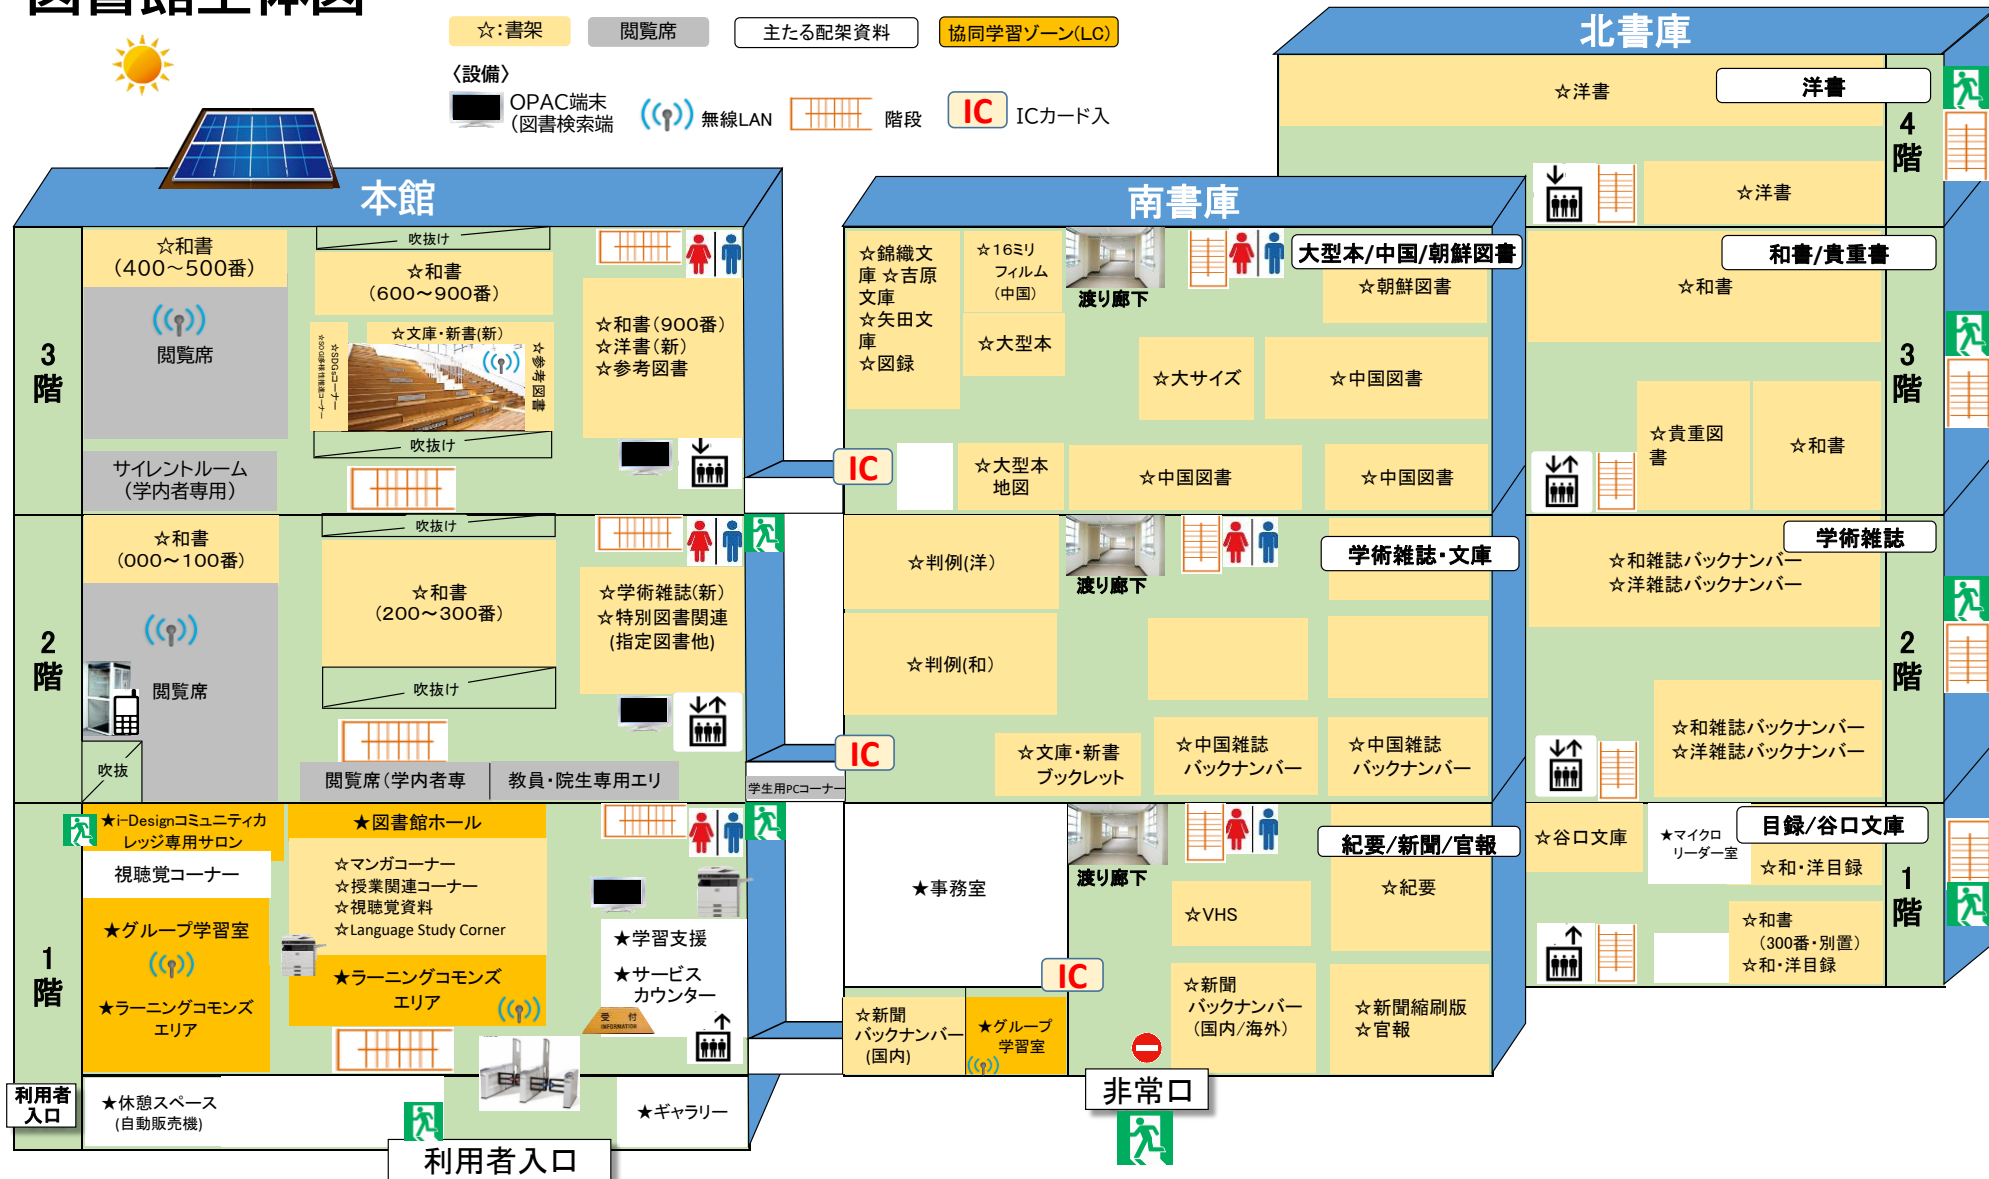 図書館全体図
☆：書架
閲覧席
主たる配架資料
協同学習ゾーン(LC)
〈設備〉
OPAC端末
（図書検索端
無線LAN
階段
IC
ICカード入
北書庫
☆洋書
洋書
4
階
☆洋書
本館
南書庫
3
階
☆和書
（400～500番）
閲覧席
サイレントルーム
（学内者専用）
吹抜け
☆和書
（600～900番）
☆文庫・新書(新)
☆SDGsコーナー
☆参考図書
吹抜け
☆和書（900番）
☆洋書（新）
☆参考図書
IC
☆錦織文
庫 ☆吉原
文庫
☆矢田文
庫
☆図録
☆16ミリ
フィルム
（中国）
☆大型本
渡り廊下
大型本/中国/朝鮮図書
☆朝鮮図書
☆大サイズ
☆中国図書
☆大型本
地図
☆中国図書
☆中国図書
和書/貴重書
☆和書
☆貴重図
書
☆和書
3
階
2
階
☆和書
（000～100番）
閲覧席
吹抜
吹抜け
☆和書
（200～300番）
吹抜け
☆学術雑誌(新)
☆特別図書関連
(指定図書他)
閲覧席（学内者専
教員・院生専用エリ
学生用PCコーナー
IC
☆判例(洋）
☆判例(和）
渡り廊下
学術雑誌・文庫
☆文庫・新書
ブックレット
☆中国雑誌
バックナンバー
☆中国雑誌
バックナンバー
学術雑誌
☆和雑誌バックナンバー
☆洋雑誌バックナンバー
☆和雑誌バックナンバー
☆洋雑誌バックナンバー
2
階
1
階
★i-Designコミュニティカ
レッジ専用サロン
視聴覚コーナー
★グループ学習室
★ラーニングコモンズ
エリア
★図書館ホール
☆マンガコーナー
☆授業関連コーナー
☆視聴覚資料
☆Language Study Corner
★ラーニングコモンズ
エリア
★学習支援
★サービス
カウンター
受 付
INFORMATION
★事務室
IC
☆新聞
バックナンバー
(国内)
★グループ
学習室
渡り廊下
紀要/新聞/官報
☆紀要
☆VHS
☆新聞
バックナンバー
（国内/海外）
☆新聞縮刷版
☆官報
☆谷口文庫
★マイクロ
リーダー室
目録/谷口文庫
☆和・洋目録
☆和書
（300番・別置）
☆和・洋目録
1
階
利用者
入口
★休憩スペース
(自動販売機)
★ギャラリー
利用者入口
非常口